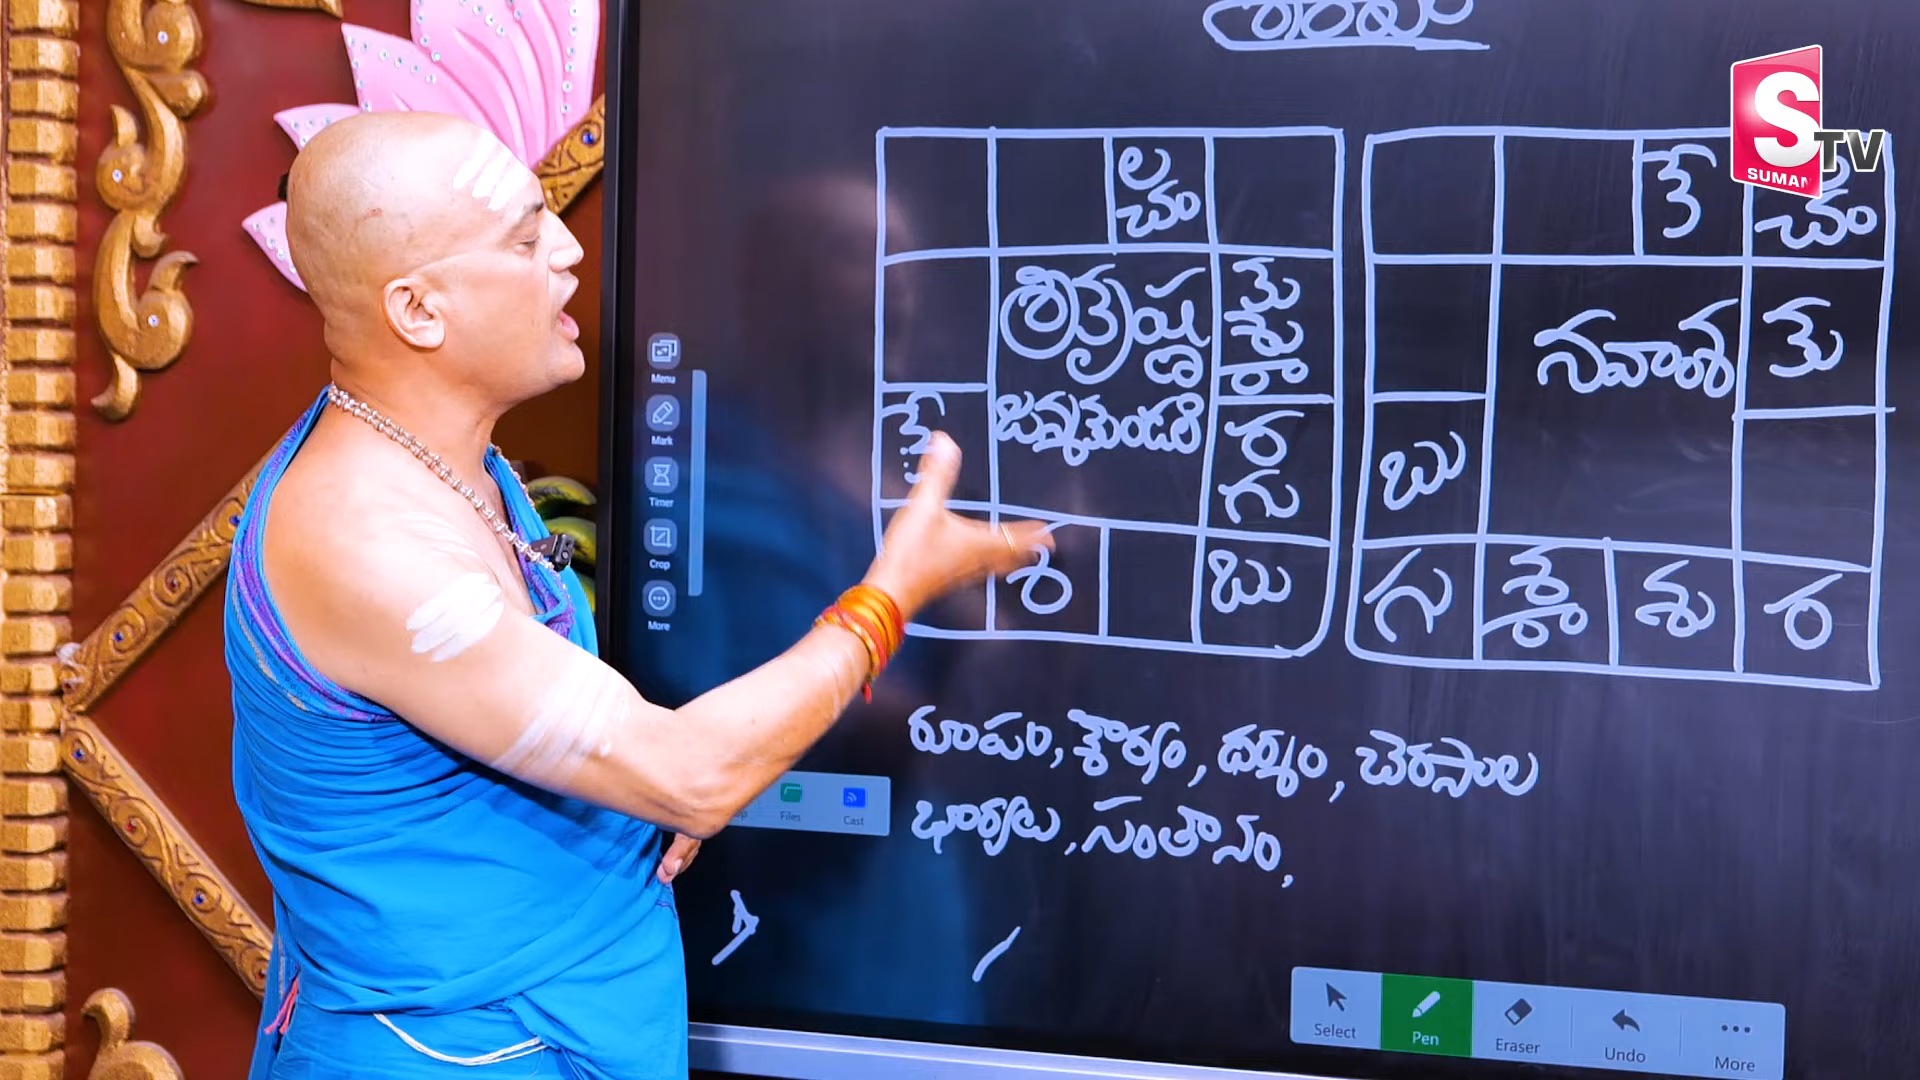 S
TV
SUMAN
ల
చం
కే
చం
శ్రీకృష్ణ
కు
శు
రా
నవాంశ
కు
జన్మకుండలి
కే
ర
గు
బు
శ
బు
గు
శ
రా
శు
ర
రూపం, శౌర్యం, ధర్మం, చెరసాల
భార్యలు, సంతానం,
Menu
Mark
Timer
Crop
More
Files
Cast
Select
Pen
Eraser
Undo
More